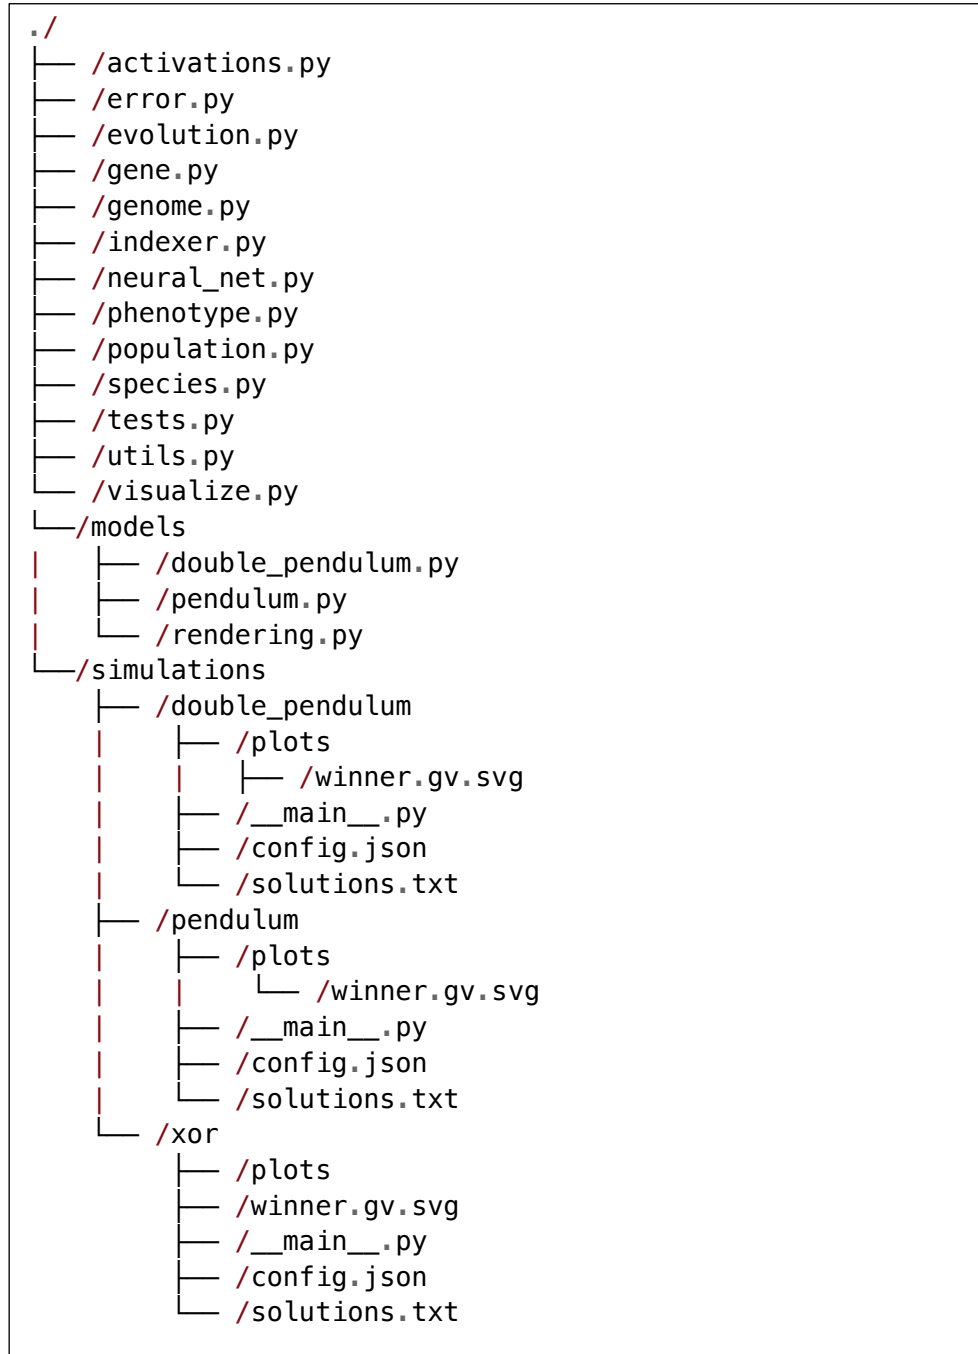 ./
├── /activations.py
├── /error.py
├── /evolution.py
├── /gene.py
├── /genome.py
├── /indexer.py
├── /neural_net.py
├── /phenotype.py
├── /population.py
├── /species.py
├── /tests.py
├── /utils.py
└── /visualize.py
└──/models
|   ├── /double_pendulum.py
|   ├── /pendulum.py
|   └── /rendering.py
└──/simulations
    ├── /double_pendulum
    |    ├── /plots
    |    |   ├── /winner.gv.svg
    |    ├── /__main__.py
    |    ├── /config.json
    |    └── /solutions.txt
    ├── /pendulum
    |    ├── /plots
    |    |    └── /winner.gv.svg
    |    ├── /__main__.py
    |    ├── /config.json
    |    └── /solutions.txt
    └── /xor
         ├── /plots
         ├── /winner.gv.svg
         ├── /__main__.py
         ├── /config.json
         └── /solutions.txt